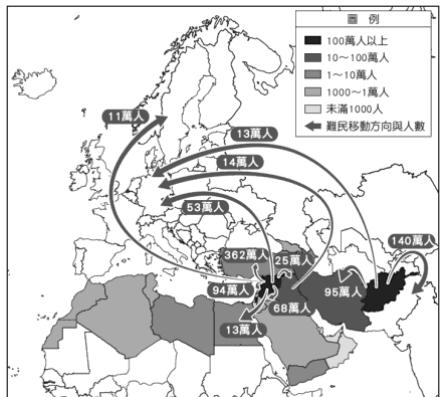 圖 例
100萬人以上
10～100萬人
1～10萬人
1000～1萬人
未滿1000人
難民移動方向與人數
11萬人
13萬人
14萬人
53萬人
362萬人
25萬人
140萬人
94萬人
68萬人
95萬人
13萬人